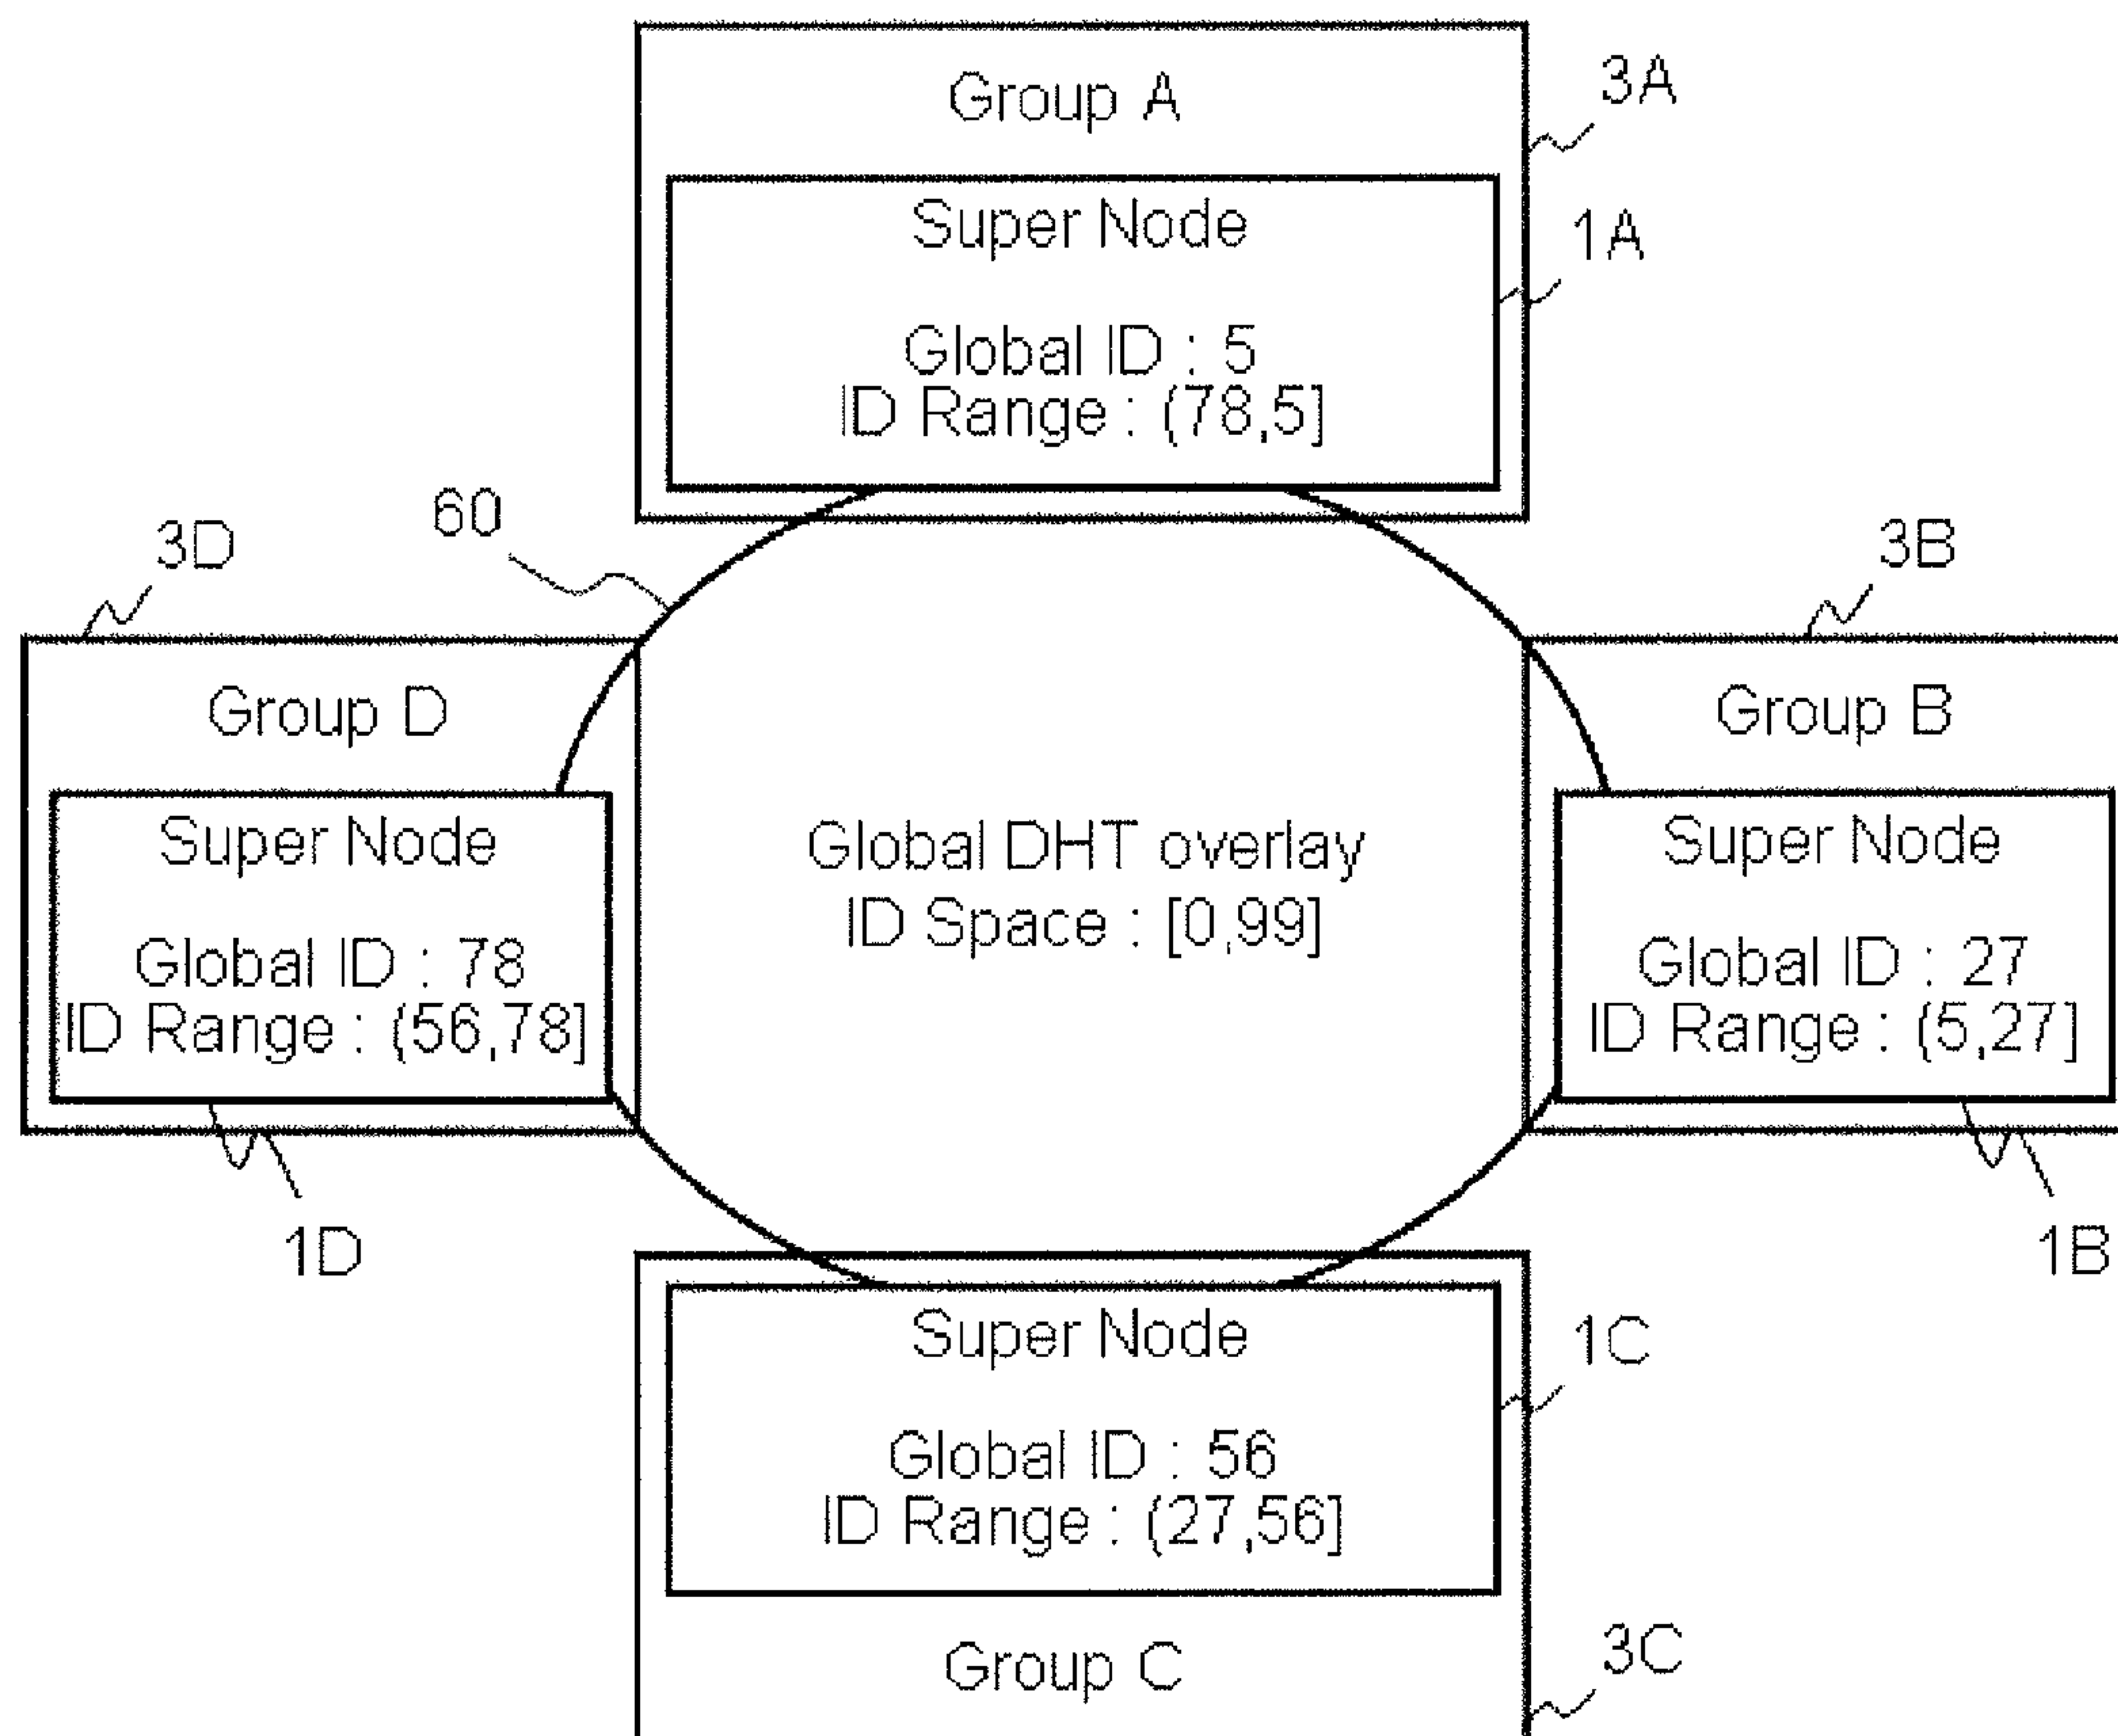 Group A
3A
Super Node
1A
Global ID : 5
ID Range : (78,5]
60
3D
3B
Group D
Group B
Super Node
Global DHT overlay
Super Node
ID Space : [0,99]
Global ID : 78
Global ID : 27
ID Range : (56,78]
ID Range : (5,27]
1D
1B
Super Node
1C
Global ID : 56
ID Range : (27,56]
Group C
3C